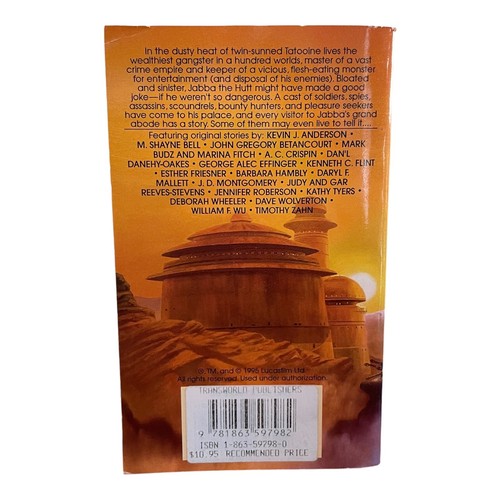 In the dusty heat of twin-sunned Tatooine lives the
wealthiest gangster in a hundred worlds, master of a vast
crime empire and keeper of a vicious, flesh-eating monster
for entertainment (and disposal of his enemies). Bloated
and sinister, Jabba the Hutt might have made a good
joke—if he weren't so dangerous. A cast of soldiers, spies,
assassins, scoundrels, bounty hunters, and pleasure seekers
have come to his palace, and every visitor to Jabba's grand
abode has a story. Some of them may even live to tell it....
Featuring original stories by: KEVIN J. ANDERSON •
M. SHAYNE BELL • JOHN GREGORY BETANCOURT • MARK
BUDZ AND MARINA FITCH • A. C. CRISPIN • DAN'L
DANEHY-OAKES • GEORGE ALEC EFFINGER • KENNETH C. FLINT
• ESTHER FRIESNER • BARBARA HAMBLY • DARYL F.
MALLETT • J. D. MONTGOMERY • JUDY AND GAR
REEVES-STEVENS • JENNIFER ROBERSON • KATHY TYERS
• DEBORAH WHEELER • DAVE WOLVERTON •
WILLIAM F. WU • TIMOTHY ZAHN
TM, and © 1995 Lucasfilm Ltd.
All rights reserved. Used under authorization.
TRANSWORLD PUBLISHERS
9 781863 597982
ISBN 1-863-59798-0
$10.95 RECOMMENDED PRICE